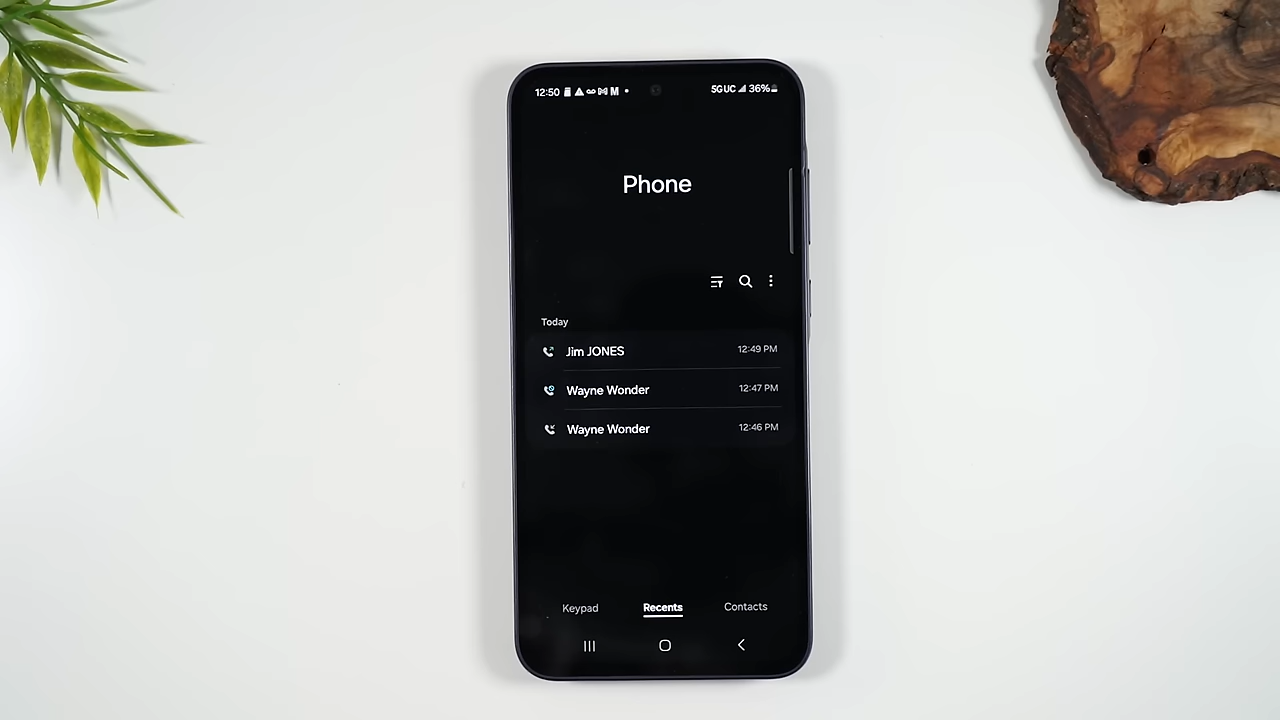 12:50 M 5G UC 36%
Phone
Today
Jim JONES 12:49 PM
Wayne Wonder 12:47 PM
Wayne Wonder 12:46 PM
Keypad Recents Contacts